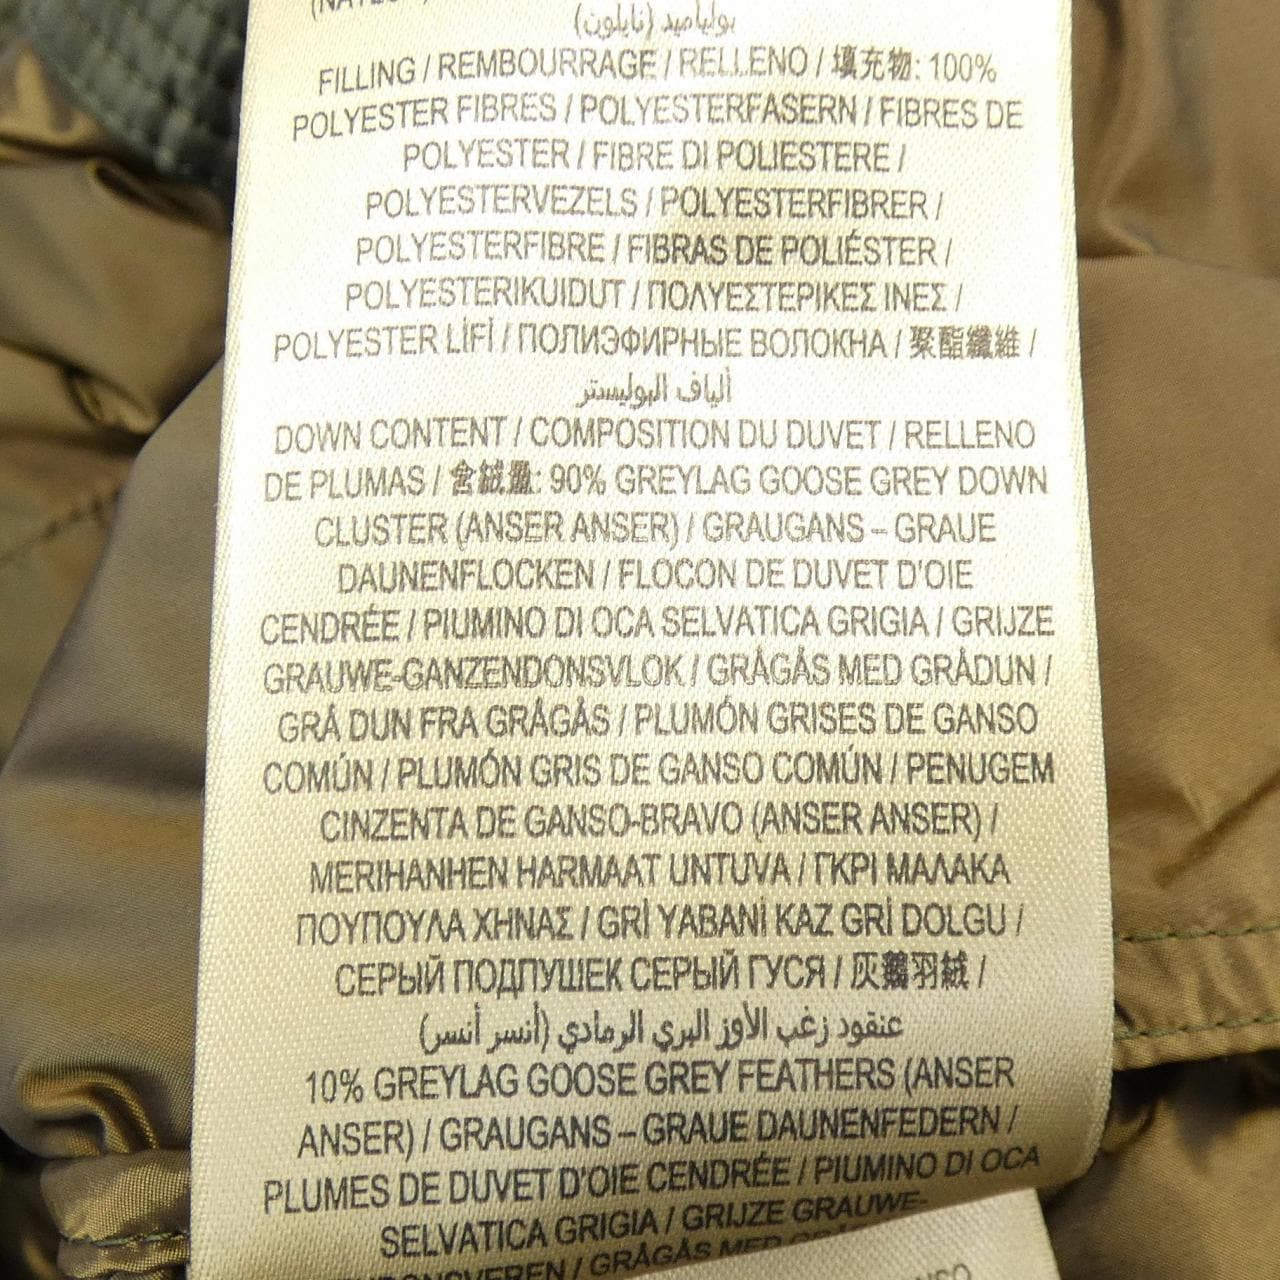 بولياميد (نايلون)
FILLING / REMBOURRAGE / RELLENO / 填充物: 100%
POLYESTER FIBRES / POLYESTERFASERN / FIBRES DE
POLYESTER / FIBRE DI POLIESTERE /
POLYESTERVEZELS / POLYESTERFIBRER /
POLYESTERFIBRE / FIBRAS DE POLIÉSTER /
POLYESTERIKUIDUT / ΠΟΛΥΕΣΤΕΡΙΚΕΣ ΙΝΕΣ /
POLYESTER LİFİ / ПОЛИЭФИРНЫЕ ВОЛОКНА / 聚酯纖維 /
ألياف البوليستر
DOWN CONTENT / COMPOSITION DU DUVET / RELLENO
DE PLUMAS / 含絨量: 90% GREYLAG GOOSE GREY DOWN
CLUSTER (ANSER ANSER) / GRAUGANS – GRAUE
DAUNENFLOCKEN / FLOCON DE DUVET D'OIE
CENDRÉE / PIUMINO DI OCA SELVATICA GRIGIA / GRIJZE
GRAUWE-GANZENDONSVLOK / GRÅGÅS MED GRÅDUN /
GRÅ DUN FRA GRÅGÅS / PLUMÓN GRISES DE GANSO
COMÚN / PLUMÓN GRIS DE GANSO COMÚN / PENUGEM
CINZENTA DE GANSO-BRAVO (ANSER ANSER) /
MERIHANHEN HARMAAT UNTUVA / ΓΚΡΙ ΜΑΛΑΚΑ
ΠΟΥΠΟΥΛΑ ΧΗΝΑΣ / GRİ YABANİ KAZ GRİ DOLGU /
СЕРЫЙ ПОДПУШЕК СЕРЫЙ ГУСЯ / 灰鵝羽絨 /
عنقود زغب الأوز البري الرمادي (أنسر أنسر)
10% GREYLAG GOOSE GREY FEATHERS (ANSER
ANSER) / GRAUGANS – GRAUE DAUNENFEDERN /
PLUMES DE DUVET D'OIE CENDRÉE / PIUMINO DI OCA
SELVATICA GRIGIA / GRIJZE GRAUWE-
/ GRÅGÅS MED